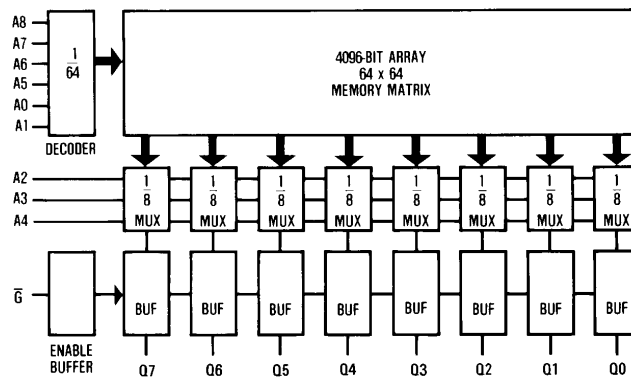 A8
A7
A6
A5
A0
A1
1
64
DECODER
4096-BIT ARRAY
64 x 64
MEMORY MATRIX
A2
A3
A4
1 1 1 1 1 1 1 1
8 8 8 8 8 8 8 8
MUX MUX MUX MUX MUX MUX MUX MUX
G̅
BUF BUF BUF BUF BUF BUF BUF BUF
ENABLE
BUFFER
Q7 Q6 Q5 Q4 Q3 Q2 Q1 Q0